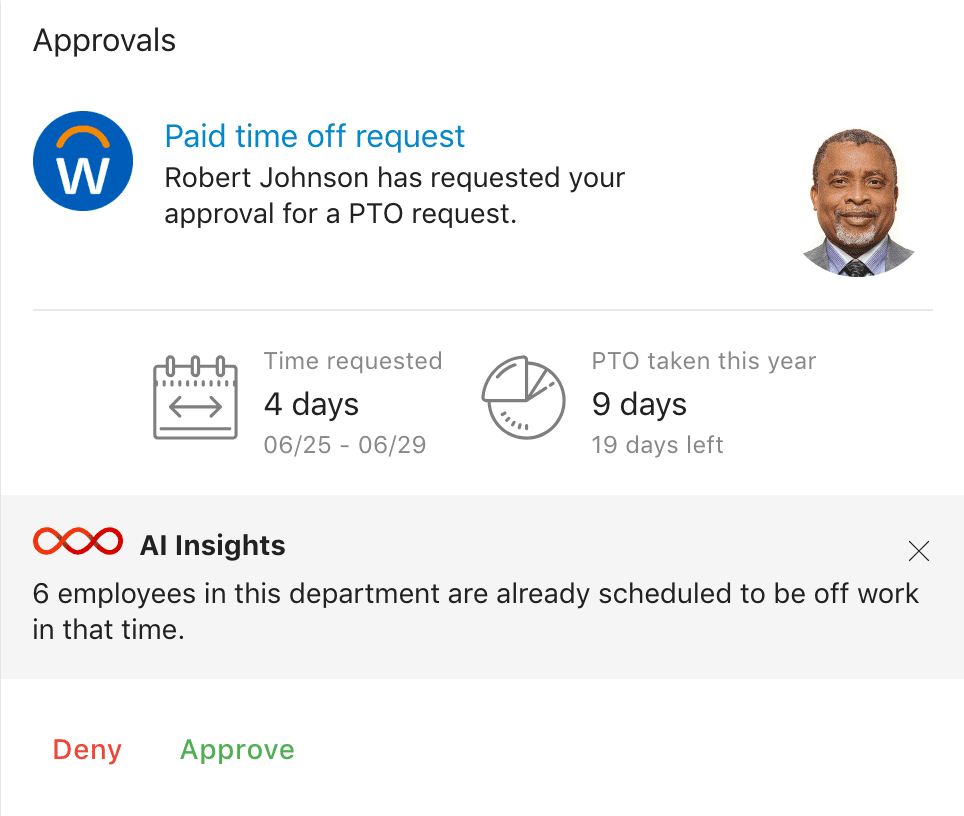 Approvals
W
Paid time off request
Robert Johnson has requested your
approval for a PTO request.
Time requested
4 days
06/25 - 06/29
PTO taken this year
9 days
19 days left
AI Insights
6 employees in this department are already scheduled to be off work
in that time.
Deny
Approve